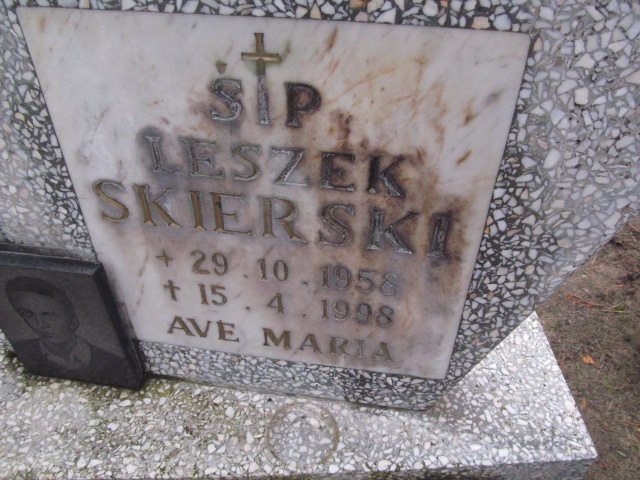 ŚP
LESZEK
SKIERSKI
+ 29.10.1958
† 15.4.1998
AVE MARIA